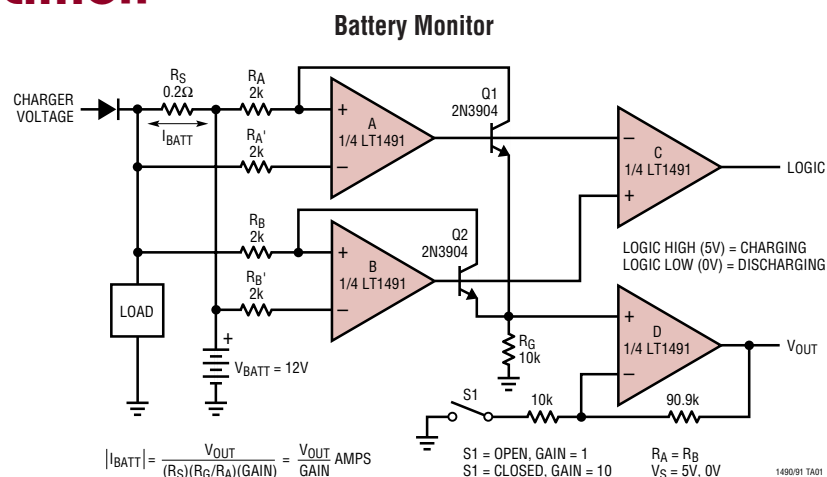 Battery Monitor
CHARGER
VOLTAGE
RS
0.2Ω
IBATT
RA
2k
RA'
2k
+
−
A
1/4 LT1491
Q1
2N3904
−
+
C
1/4 LT1491
LOGIC
LOGIC HIGH (5V) = CHARGING
LOGIC LOW (0V) = DISCHARGING
RB
2k
RB'
2k
+
−
B
1/4 LT1491
Q2
2N3904
LOAD
+
VBATT = 12V
RG
10k
+
−
D
1/4 LT1491
VOUT
S1
10k
90.9k
|IBATT| = VOUT / (RS)(RG/RA)(GAIN) = VOUT / GAIN AMPS
S1 = OPEN, GAIN = 1
S1 = CLOSED, GAIN = 10
RA = RB
VS = 5V, 0V
1490/91 TA01